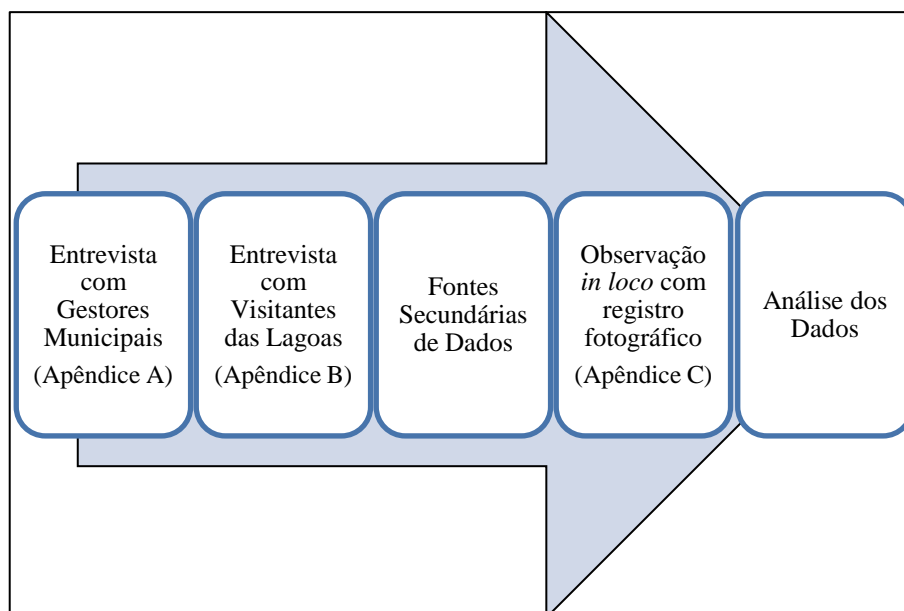 Entrevista
com
Gestores
Municipais
(Apêndice A)
Entrevista
com
Visitantes
das Lagoas
(Apêndice B)
Fontes
Secundárias
de Dados
Observação
in loco com
registro
fotográfico
(Apêndice C)
Análise dos
Dados